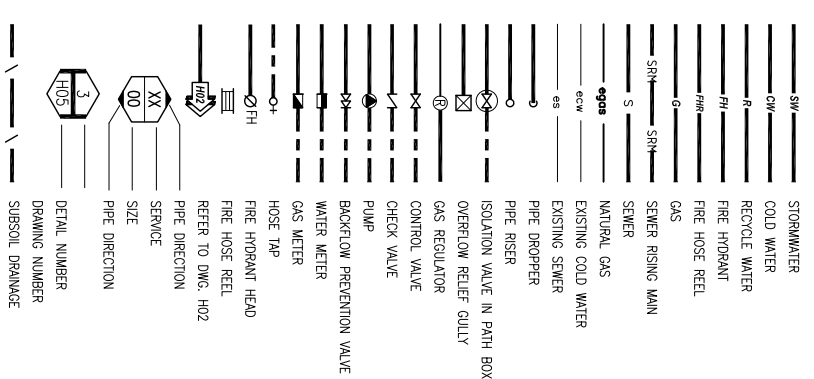 SW STORMWATER
CW COLD WATER
R RECYCLE WATER
FH FIRE HYDRANT
FHR FIRE HOSE REEL
G GAS
SRM SRM SEWER RISING MAIN
S SEWER
egas NATURAL GAS
ecw EXISTING COLD WATER
es EXISTING SEWER
PIPE DROPPER
PIPE RISER
ISOLATION VALVE IN PATH BOX
OVERFLOW RELIEF GULLY
R GAS REGULATOR
CONTROL VALVE
CHECK VALVE
PUMP
BACKFLOW PREVENTION VALVE
WATER METER
GAS METER
HOSE TAP
FH FIRE HYDRANT HEAD
FIRE HOSE REEL
H02 REFER TO DWG. H02
PIPE DIRECTION
XX SERVICE
00 SIZE
PIPE DIRECTION
3 DETAIL NUMBER
H05 DRAWING NUMBER
SUBSOIL DRAINAGE